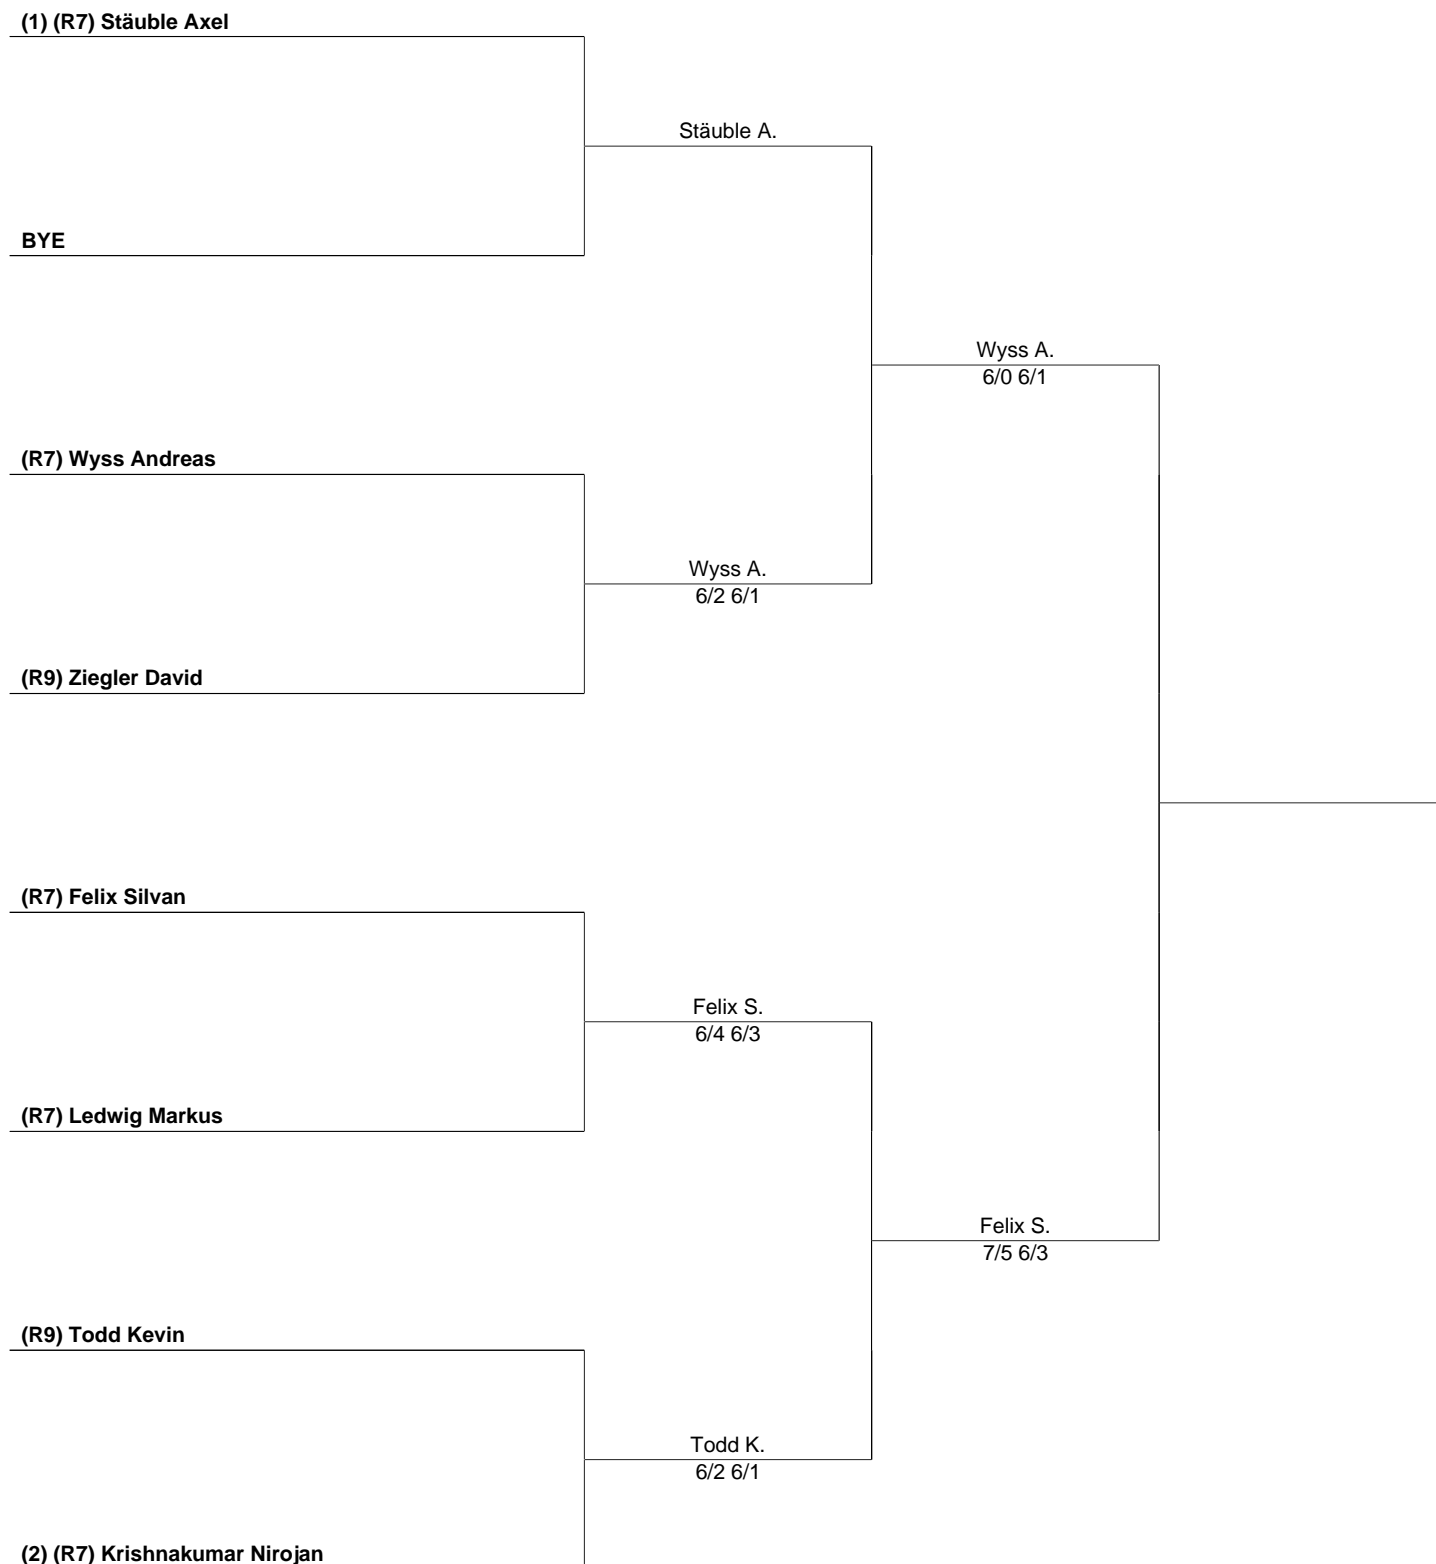 (1) (R7) Stäuble Axel
Stäuble A.
BYE
Wyss A.
6/0 6/1
(R7) Wyss Andreas
Wyss A.
6/2 6/1
(R9) Ziegler David
(R7) Felix Silvan
Felix S.
6/4 6/3
(R7) Ledwig Markus
Felix S.
7/5 6/3
(R9) Todd Kevin
Todd K.
6/2 6/1
(2) (R7) Krishnakumar Nirojan